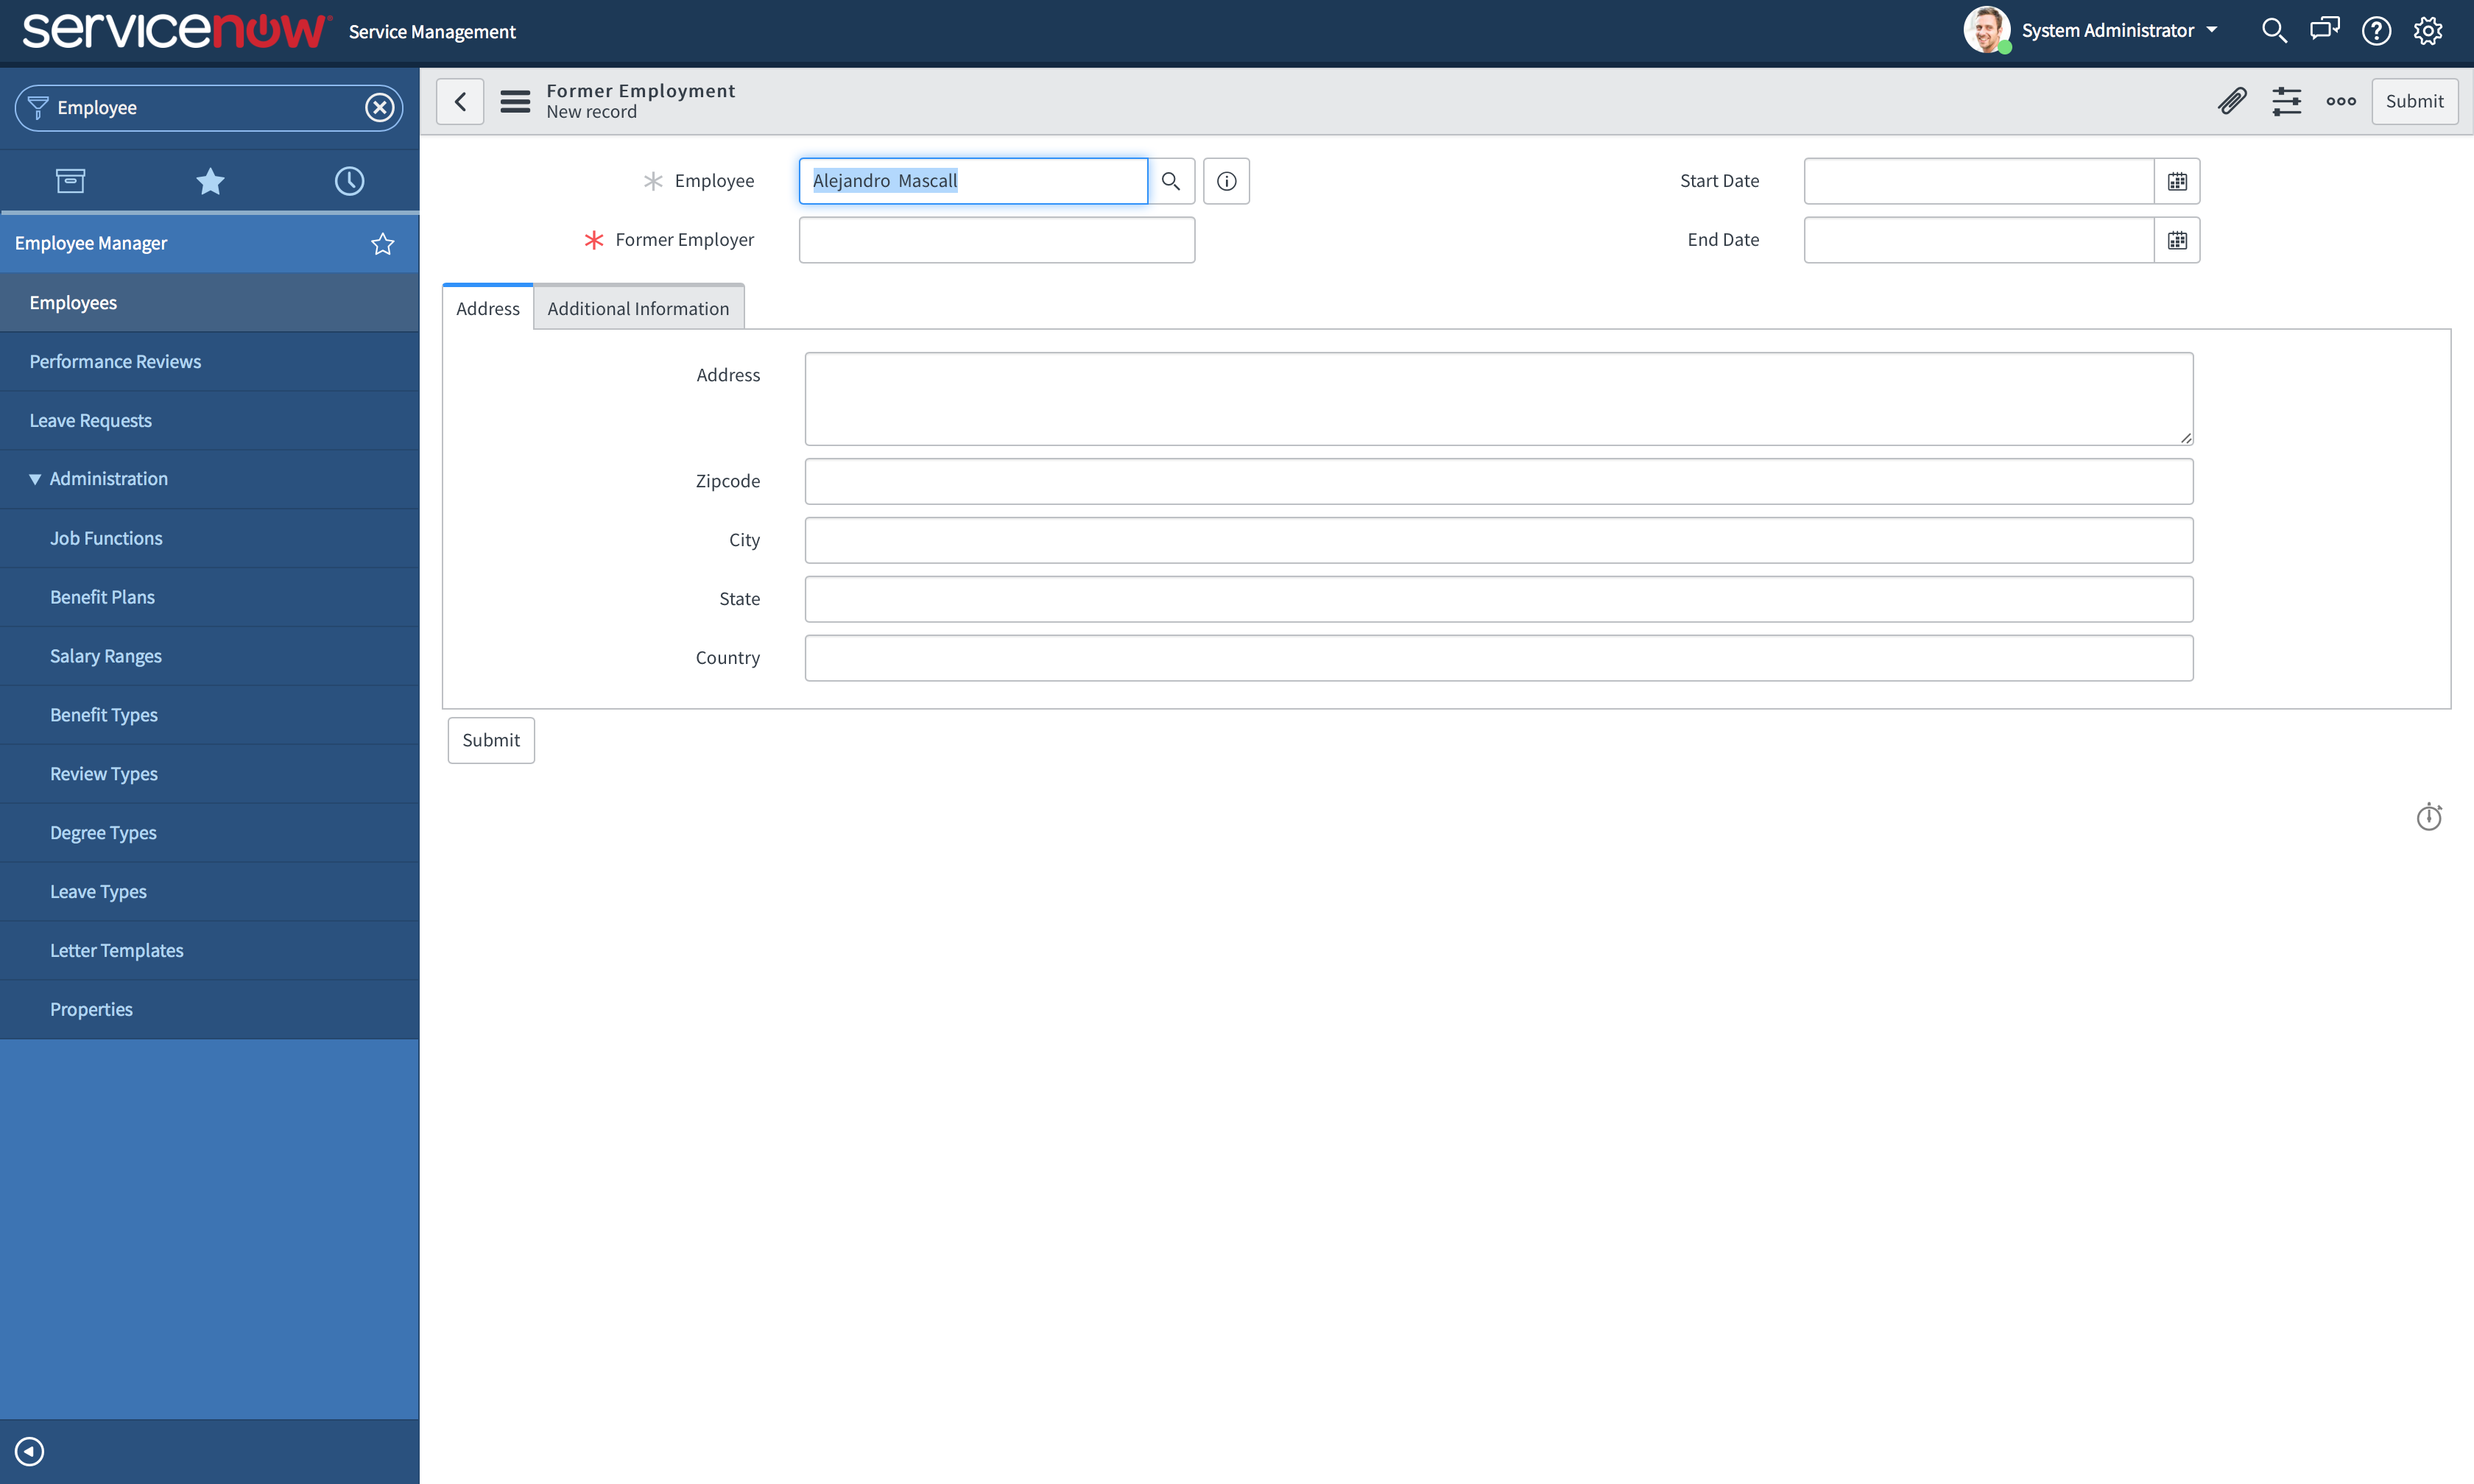 servicenow Service Management
System Administrator
Employee
Employee Manager
Employees
Performance Reviews
Leave Requests
Administration
Job Functions
Benefit Plans
Salary Ranges
Benefit Types
Review Types
Degree Types
Leave Types
Letter Templates
Properties
Former Employment
New record
Submit
Employee
Alejandro Mascall
Start Date
Former Employer
End Date
Address
Additional Information
Address
Zipcode
City
State
Country
Submit